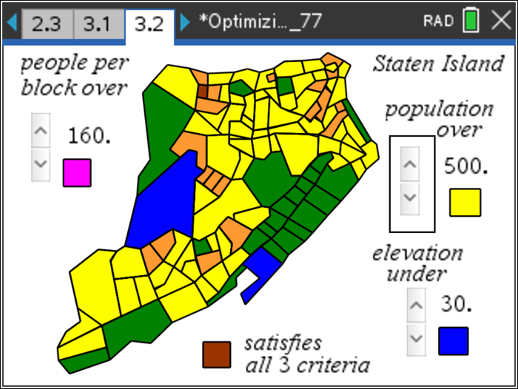 2.3 3.1 3.2 *Optimizi…_77 RAD
people per
block over
160.
Staten Island
population
over
500.
elevation
under
30.
satisfies
all 3 criteria